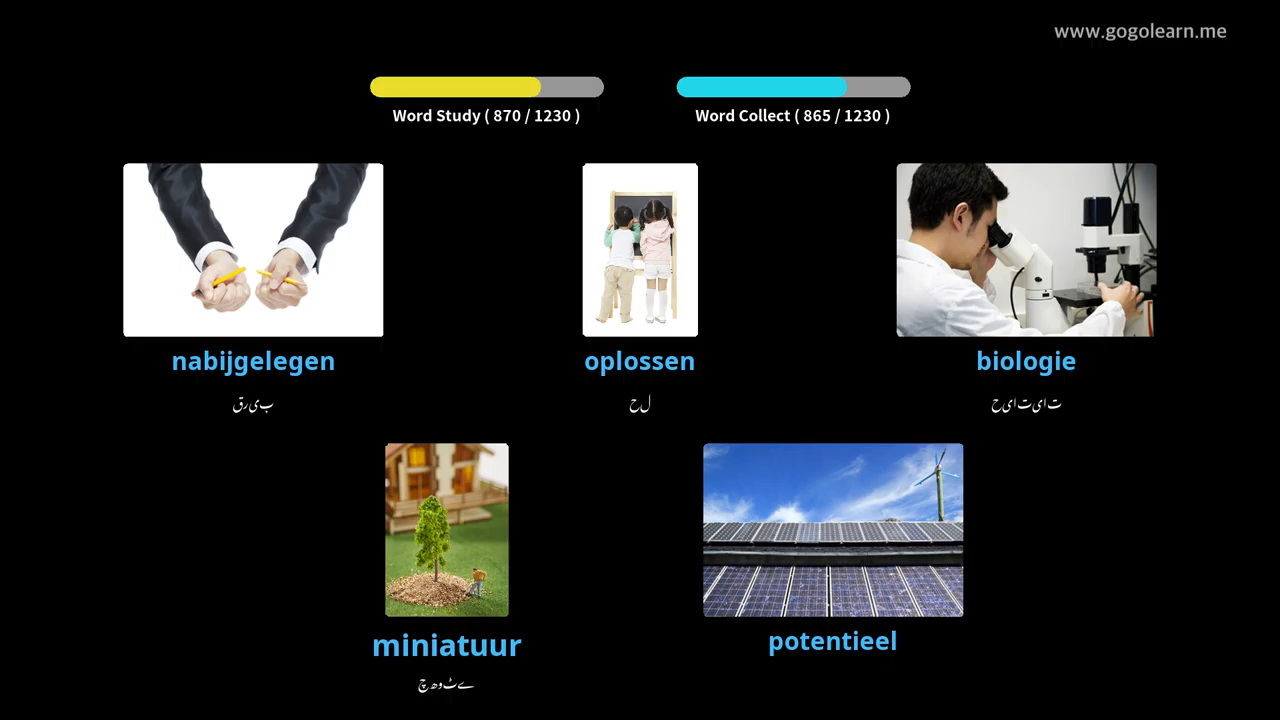 www.gogolearn.me
Word Study ( 870 / 1230 )
Word Collect ( 865 / 1230 )
nabijgelegen
oplossen
biologie
قریب
حل
حیاتیات
miniatuur
potentieel
چھوٹے